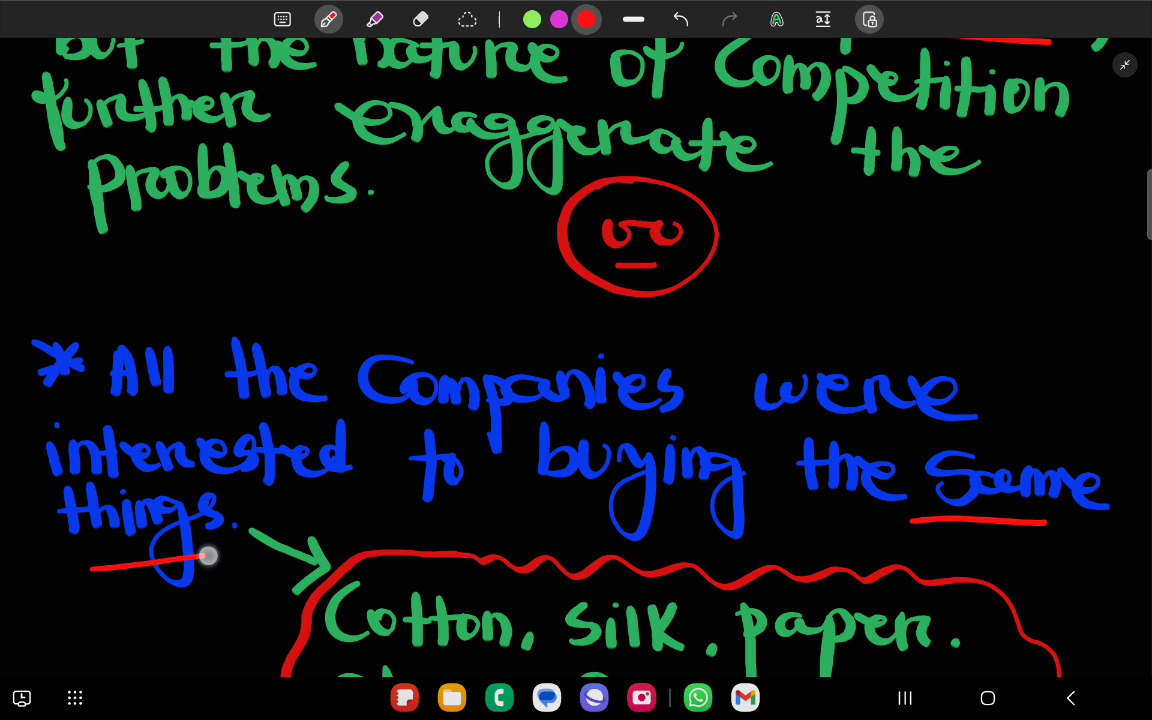 but the nature of Competition
further exaggerate the
problems.
* All the Companies were
interested to buying the Same
things.
Cotton, silk, paper.